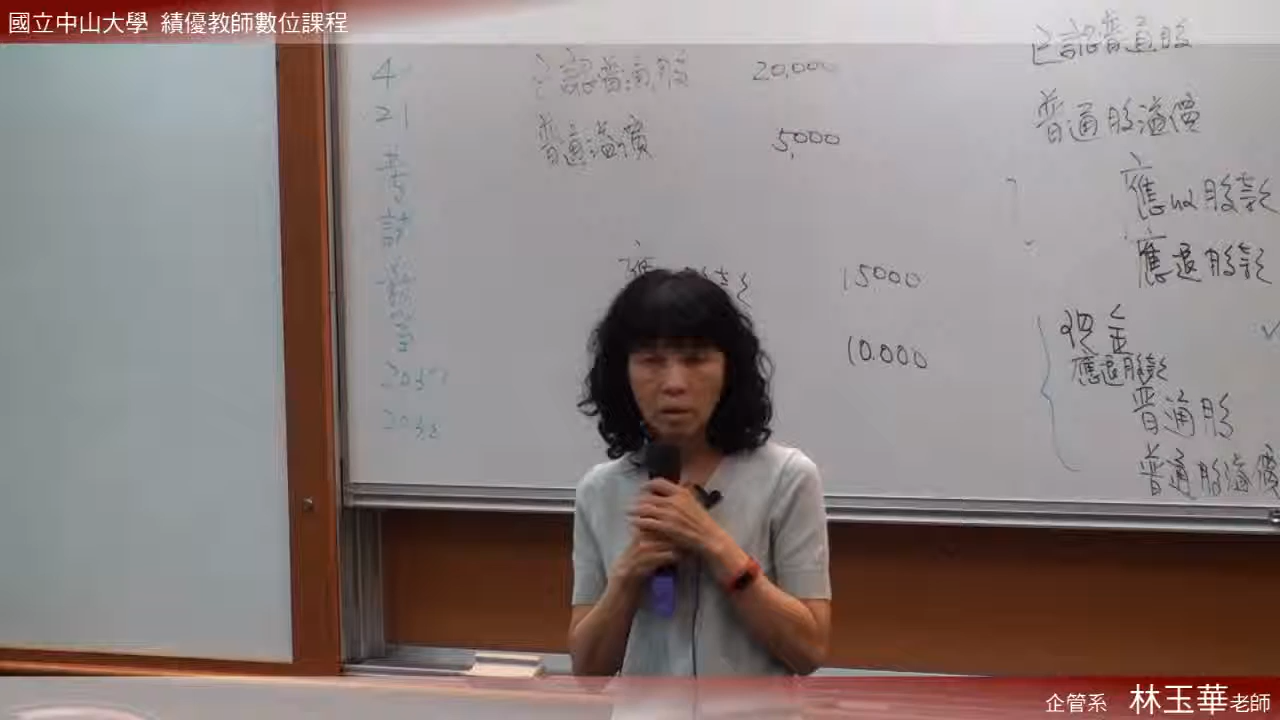 國立中山大學 績優教師數位課程
已認普通股
已認普通股 20,000
普通股溢價
普通溢價 5,000
應收股款
應退股款
15000
10.000
現金
應退股款
普通股
普通股溢價
4
21
企管系 林玉華老師